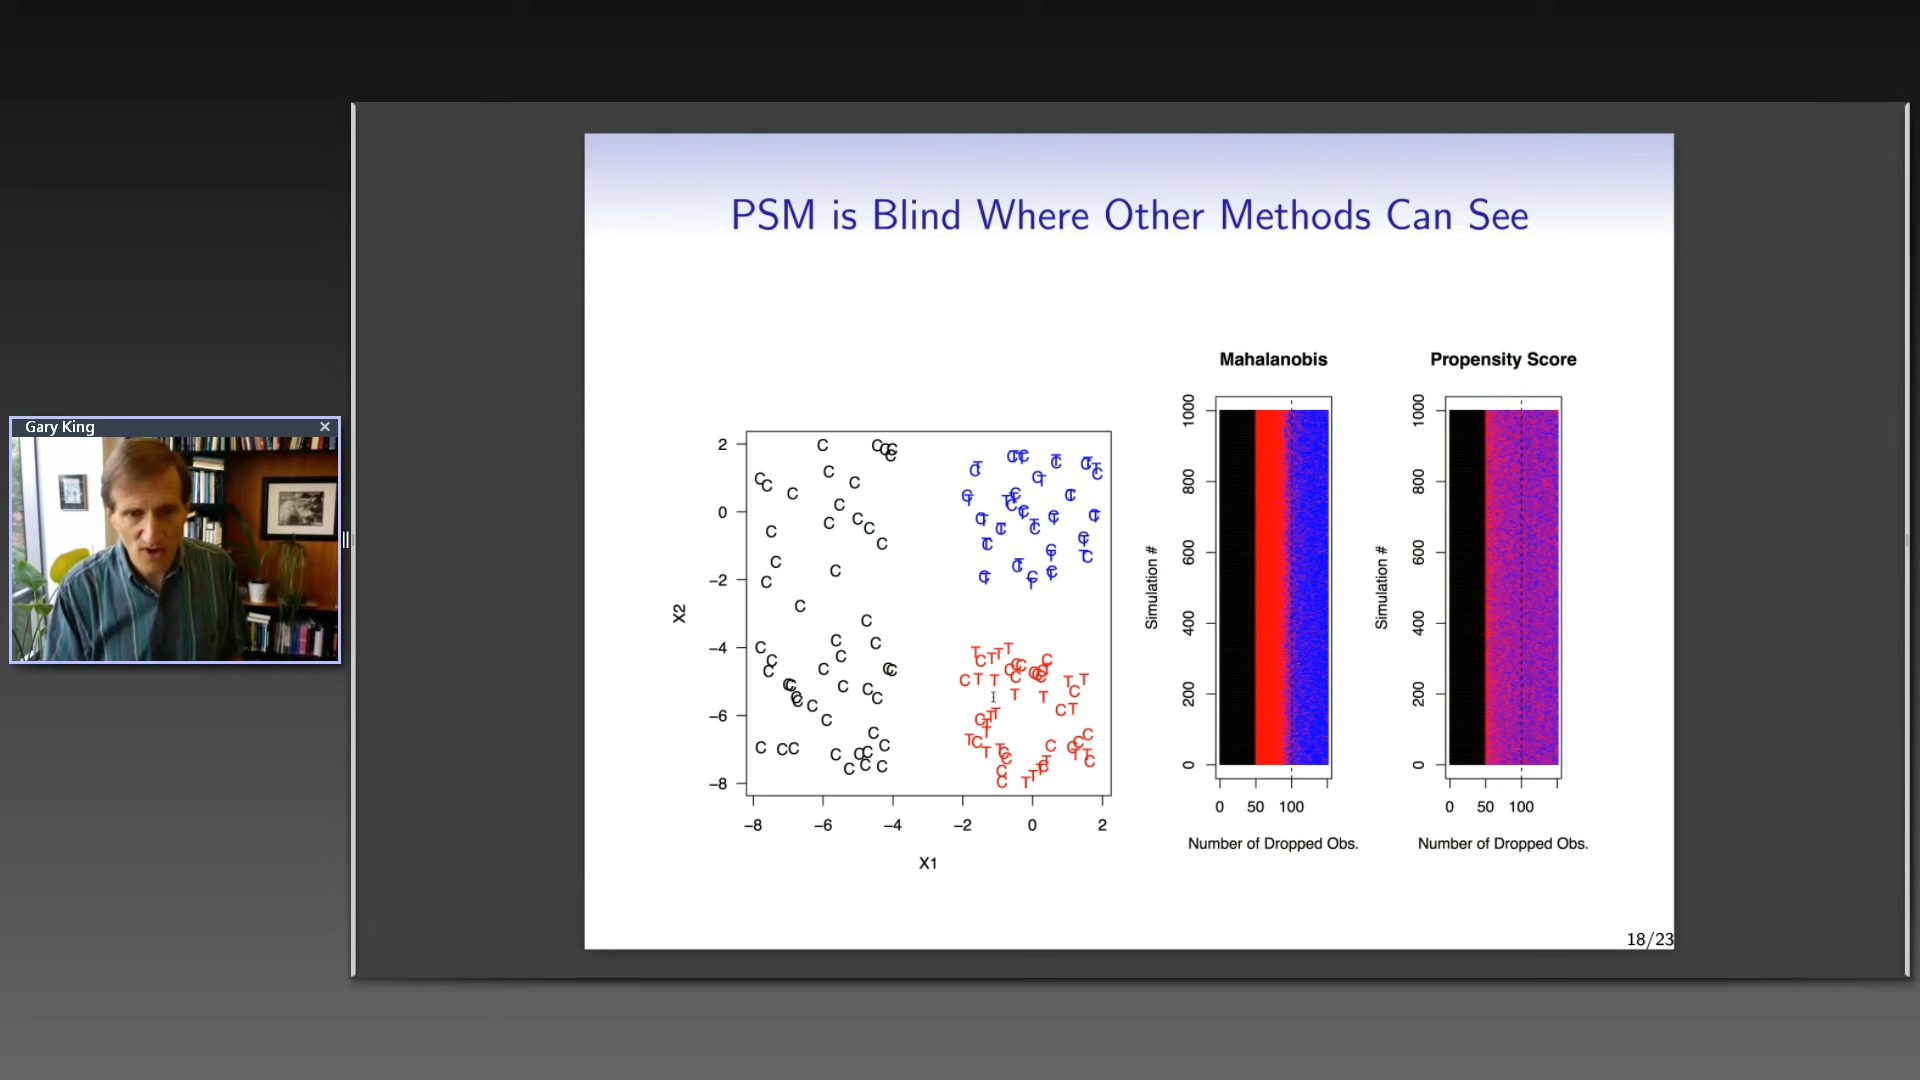 Gary King
PSM is Blind Where Other Methods Can See
Mahalanobis
Propensity Score
2
0
−2
−4
−6
−8
X2
−8 −6 −4 −2 0 2
X1
1000
800
600
400
200
0
Simulation #
0 50 100
Number of Dropped Obs.
1000
800
600
400
200
0
Simulation #
0 50 100
Number of Dropped Obs.
18/23